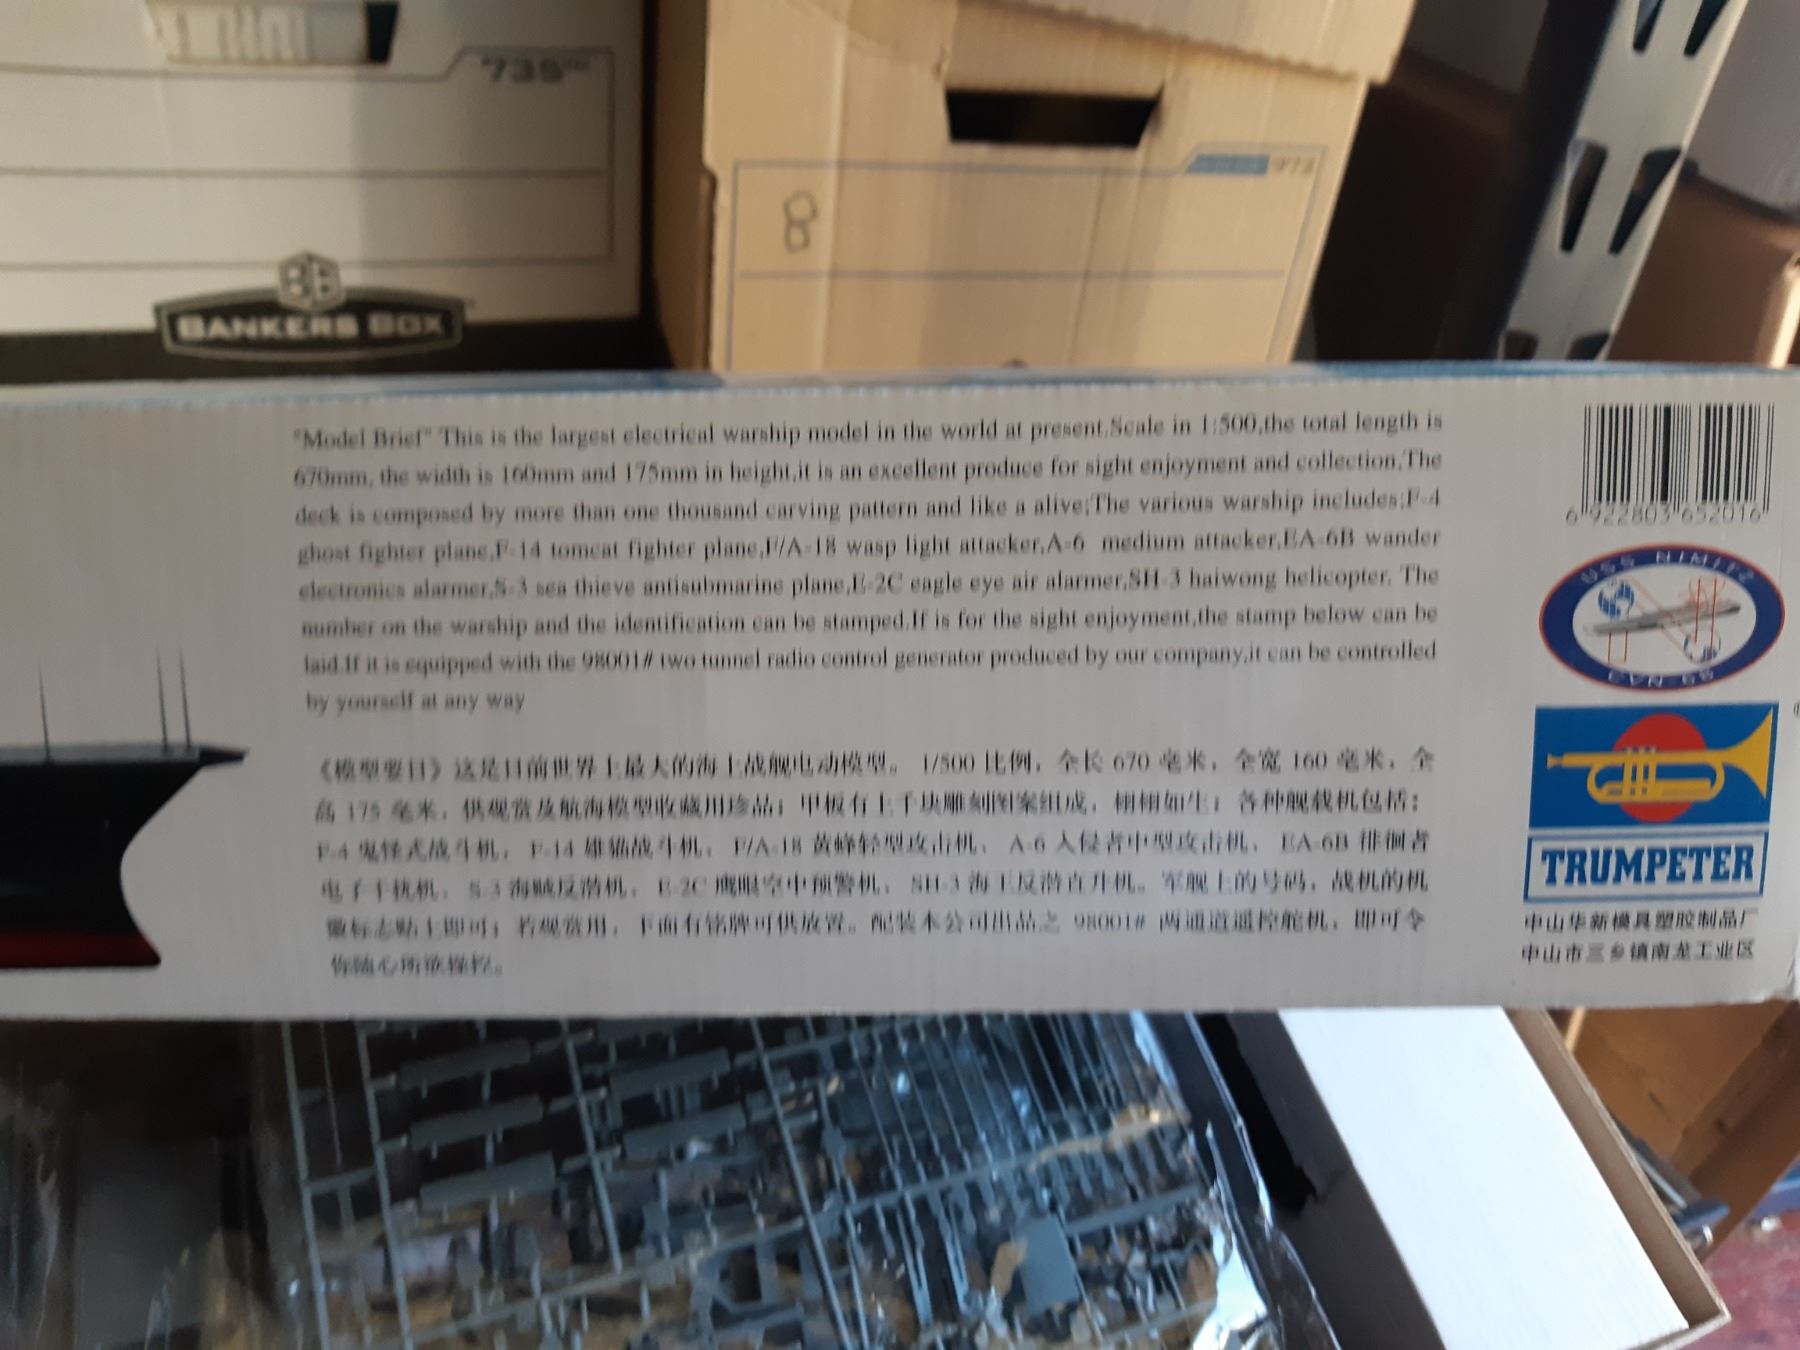 735
BANKERS BOX
8
"Model Brief" This is the largest electrical warship model in the world at present.Scale in 1:500,the total length is
670mm, the width is 160mm and 175mm in height,it is an excellent produce for sight enjoyment and collection.The
deck is composed by more than one thousand carving pattern and like a alive;The various warship includes;F-4
ghost fighter plane,F-14 tomcat fighter plane,F/A-18 wasp light attacker,A-6 medium attacker,EA-6B wander
electronics alarmer,S-3 sea thieve antisubmarine plane,E-2C eagle eye air alarmer,SH-3 haiwong helicopter. The
number on the warship and the identification can be stamped.If is for the sight enjoyment,the stamp below can be
laid.If it is equipped with the 98001# two tunnel radio control generator produced by our company,it can be controlled
by yourself at any way
《模型要目》这是目前世界上最大的海上战舰电动模型。 1/500 比例，全长 670 毫米，全宽 160 毫米，全
高 175 毫米，供观赏及航海模型收藏用珍品；甲板有上千块雕刻图案组成，栩栩如生；各种舰载机包括：
F-4 鬼怪式战斗机、F-14 雄猫战斗机、F/A-18 黄蜂轻型攻击机、A-6 入侵者中型攻击机、EA-6B 徘徊者
电子干扰机、S-3 海贼反潜机、E-2C 鹰眼空中预警机、SH-3 海王反潜直升机。军舰上的号码，战机的机
徽标志贴上即可；若观赏用，下面有铭牌可供放置。配装本公司出品之 98001# 两通道遥控舵机，即可令
你随心所欲操控。
6 922803 652016
USS NIMITZ
TRUMPETER
中山华新模具塑胶制品厂
中山市三乡镇南龙工业区